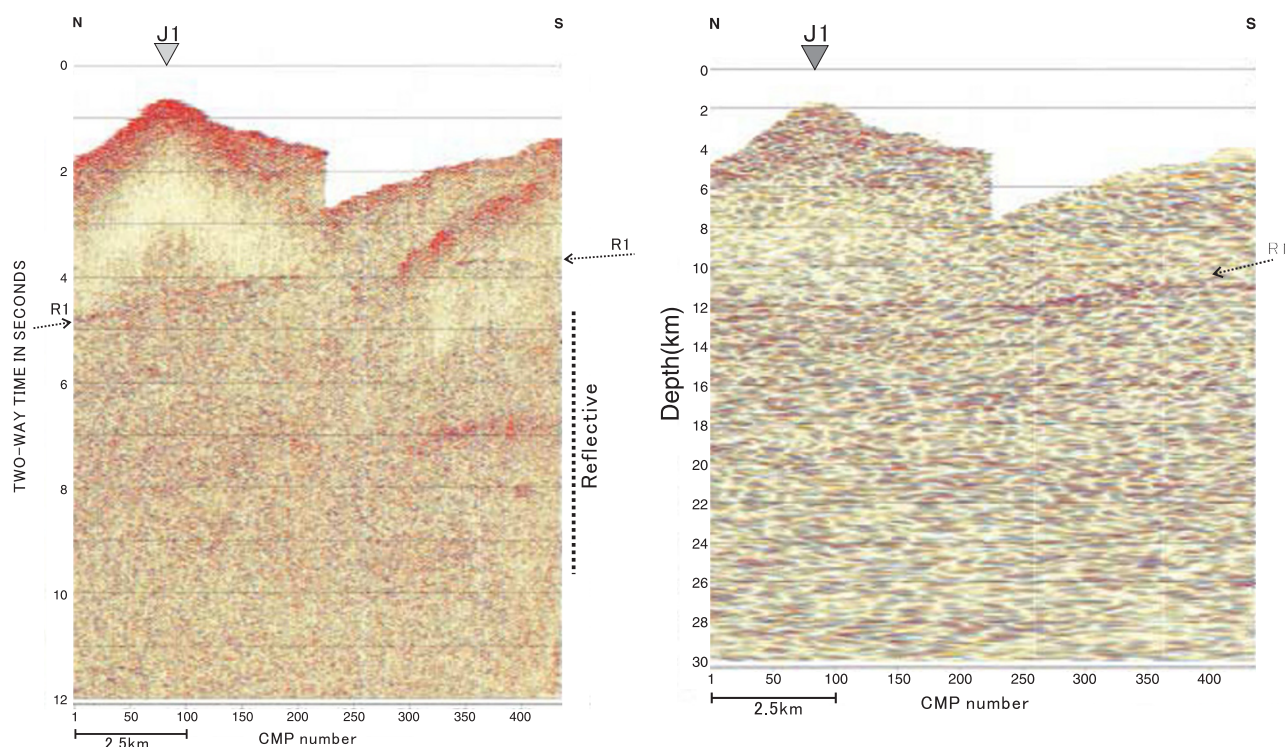 N S
J1
0
2
4
6
8
10
12
TWO-WAY TIME IN SECONDS
R1
R1
Reflective
1 50 100 150 200 250 300 350 400
2.5km
CMP number
N S
J1
0
2
4
6
8
10
12
14
16
18
20
22
24
26
28
30
Depth(km)
R1
1 50 100 150 200 250 300 350 400
2.5km
CMP number